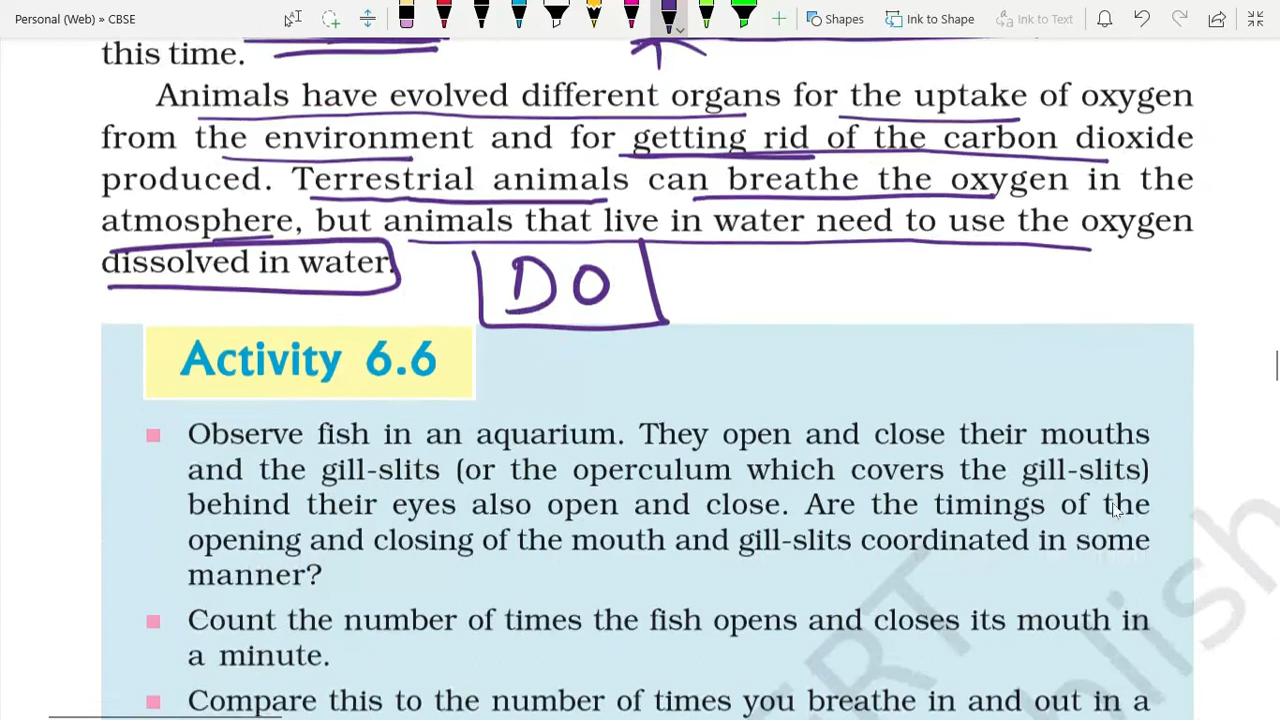 Personal (Web) » CBSE
Shapes
Ink to Shape
Ink to Text
this time.
Animals have evolved different organs for the uptake of oxygen
from the environment and for getting rid of the carbon dioxide
produced. Terrestrial animals can breathe the oxygen in the
atmosphere, but animals that live in water need to use the oxygen
dissolved in water.
DO
Activity 6.6
Observe fish in an aquarium. They open and close their mouths
and the gill-slits (or the operculum which covers the gill-slits)
behind their eyes also open and close. Are the timings of the
opening and closing of the mouth and gill-slits coordinated in some
manner?
Count the number of times the fish opens and closes its mouth in
a minute.
Compare this to the number of times you breathe in and out in a